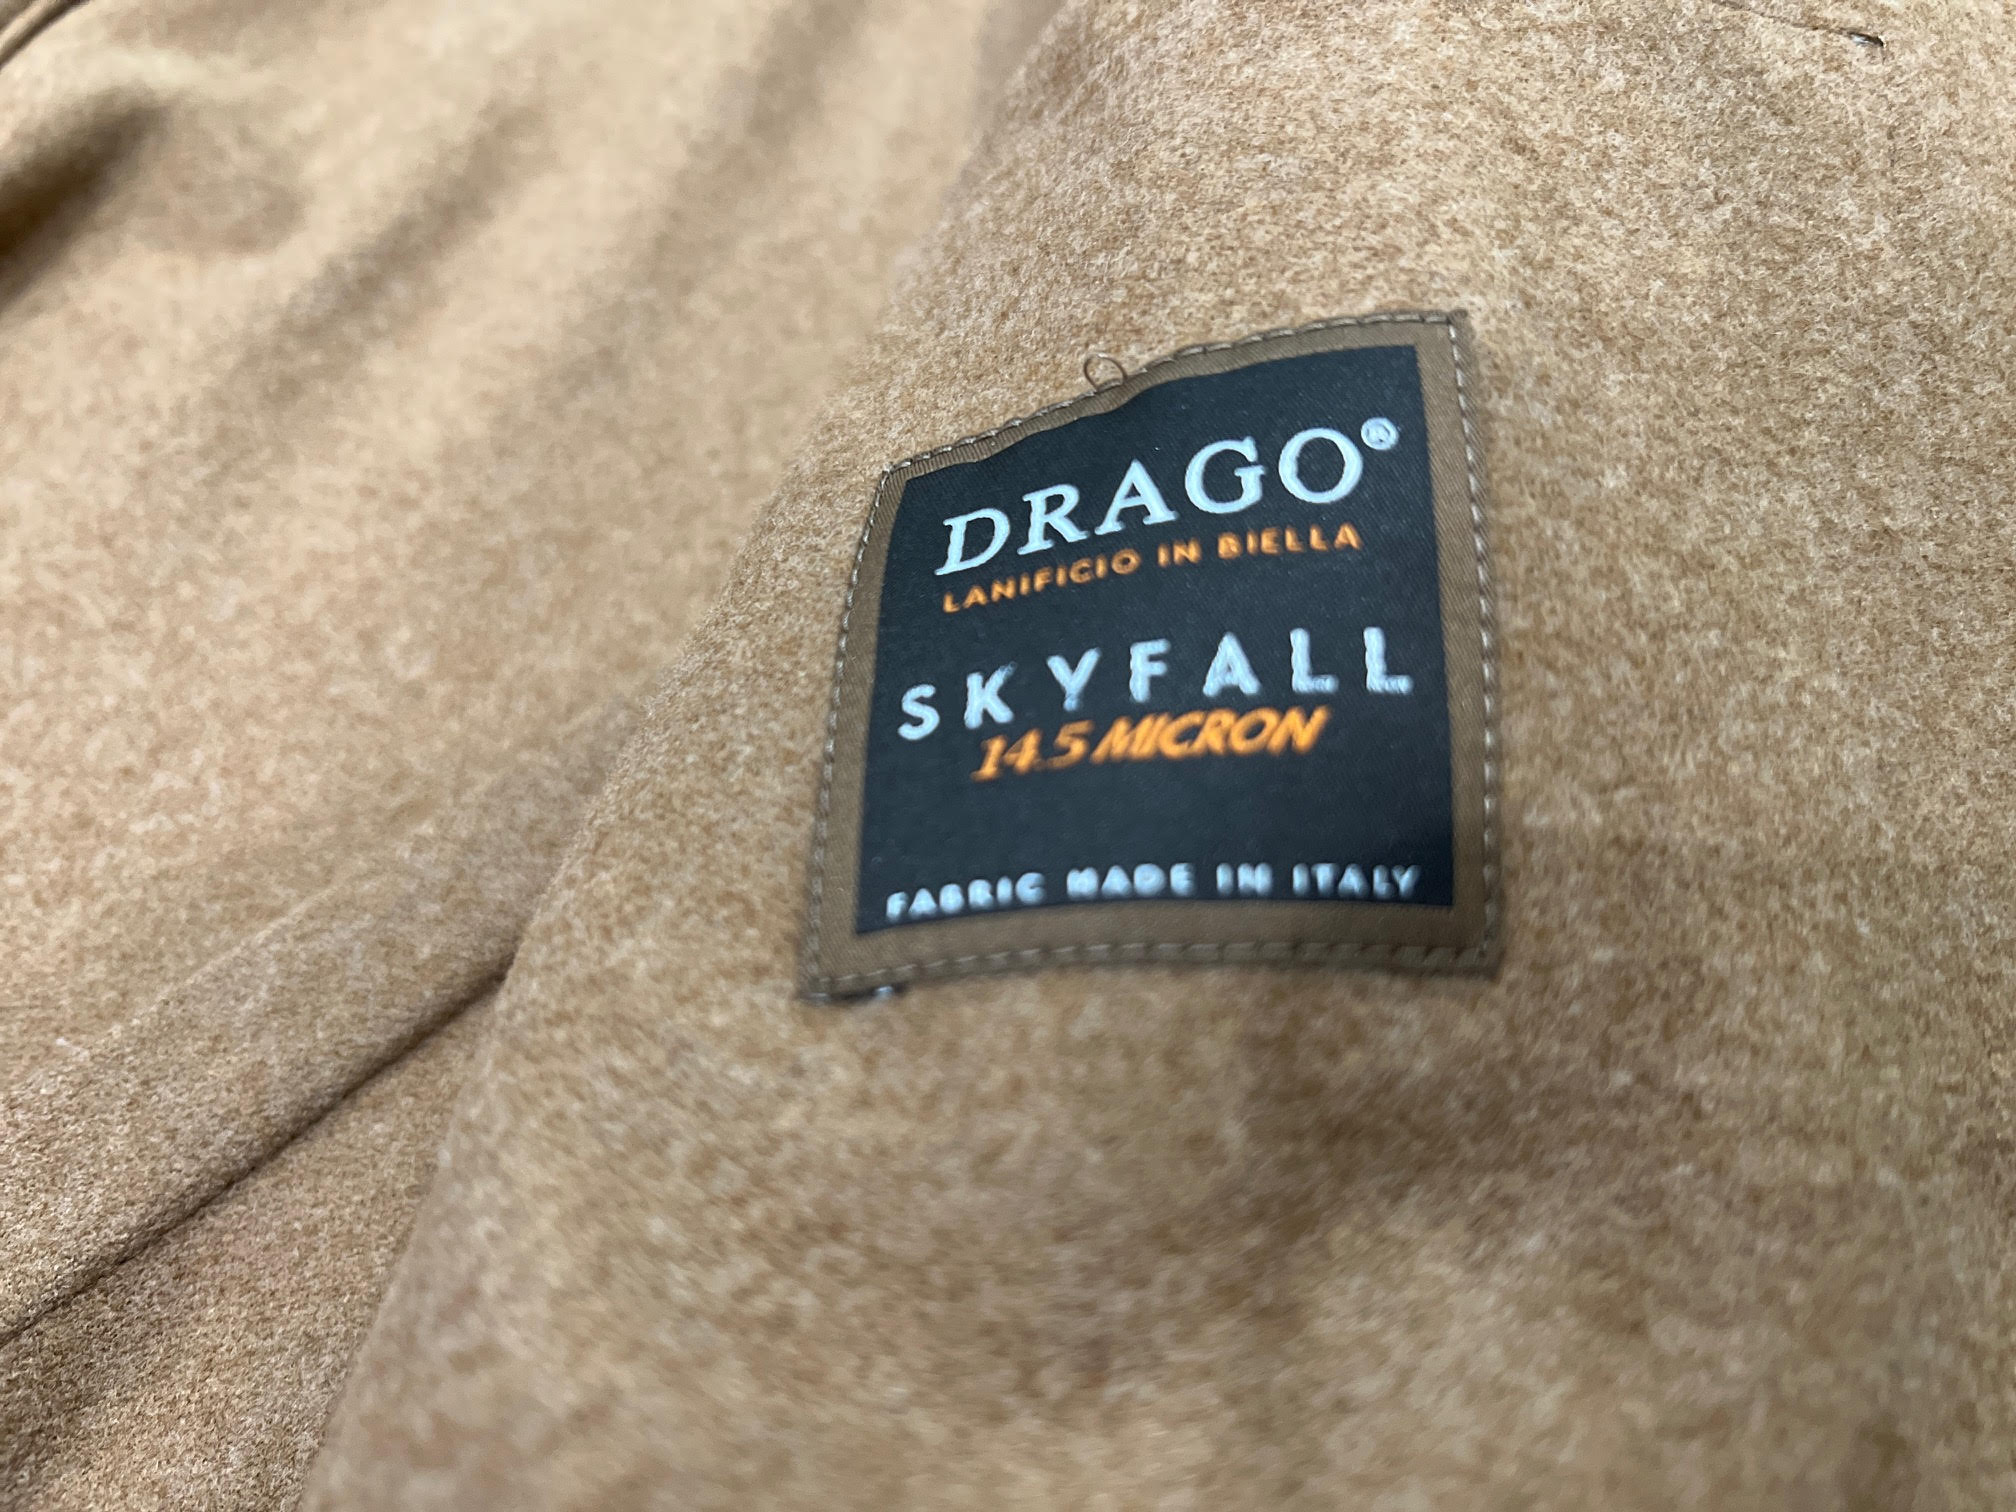 DRAGO®
LANIFICIO IN BIELLA
SKYFALL
14.5 MICRON
FABRIC MADE IN ITALY